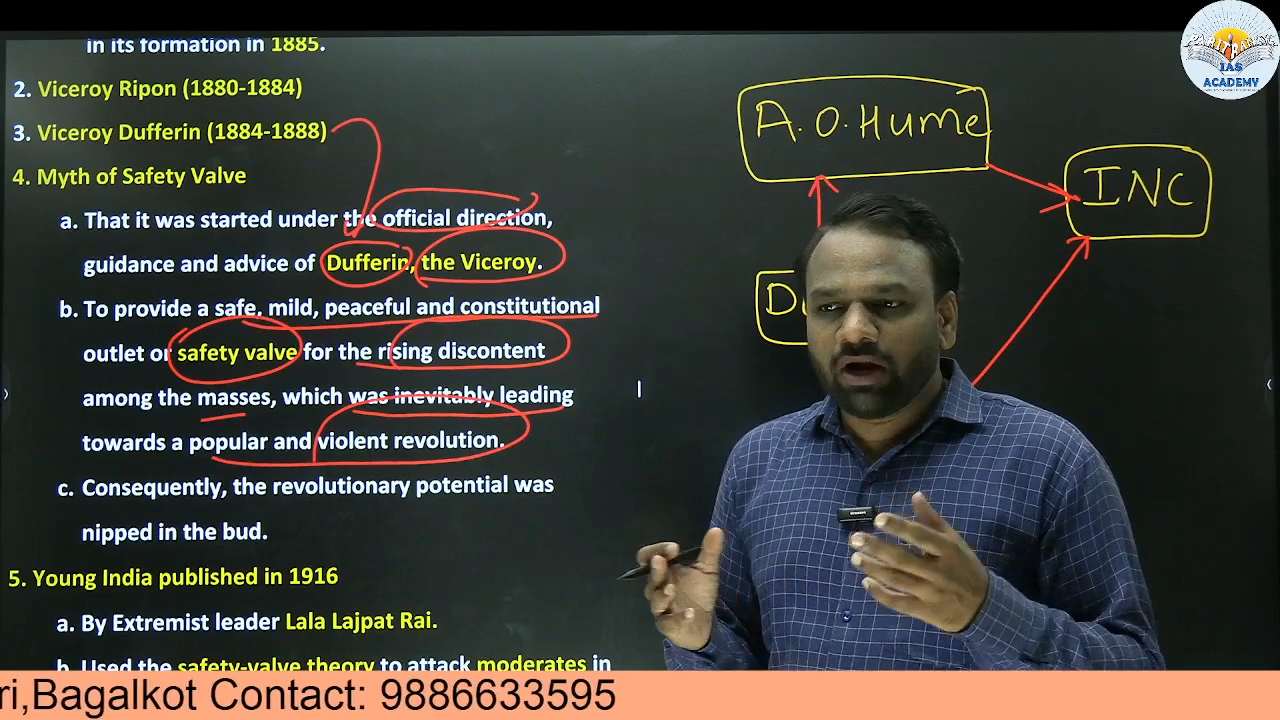 in its formation in 1885.
2. Viceroy Ripon (1880-1884)
3. Viceroy Dufferin (1884-1888)
4. Myth of Safety Valve
a. That it was started under the official direction,
guidance and advice of Dufferin, the Viceroy.
b. To provide a safe, mild, peaceful and constitutional
outlet or safety valve for the rising discontent
among the masses, which was inevitably leading
towards a popular and violent revolution.
c. Consequently, the revolutionary potential was
nipped in the bud.
5. Young India published in 1916
a. By Extremist leader Lala Lajpat Rai.
b. Used the safety-valve theory to attack moderates in
A.O.Hume
INC
IAS
ACADEMY
ri,Bagalkot Contact: 9886633595